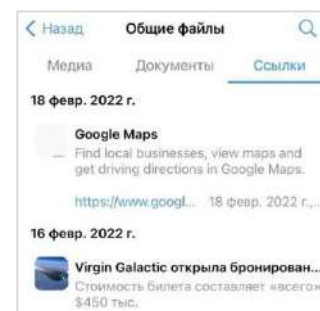 Назад Общие файлы
Медиа Документы Ссылки
18 февр. 2022 г.
Google Maps
Find local businesses, view maps and
get driving directions in Google Maps.
https://www.googl... 18 февр. 2022 г.,..
16 февр. 2022 г.
Virgin Galactic открыла бронирован...
Стоимость билета составляет «всего»
$450 тыс.